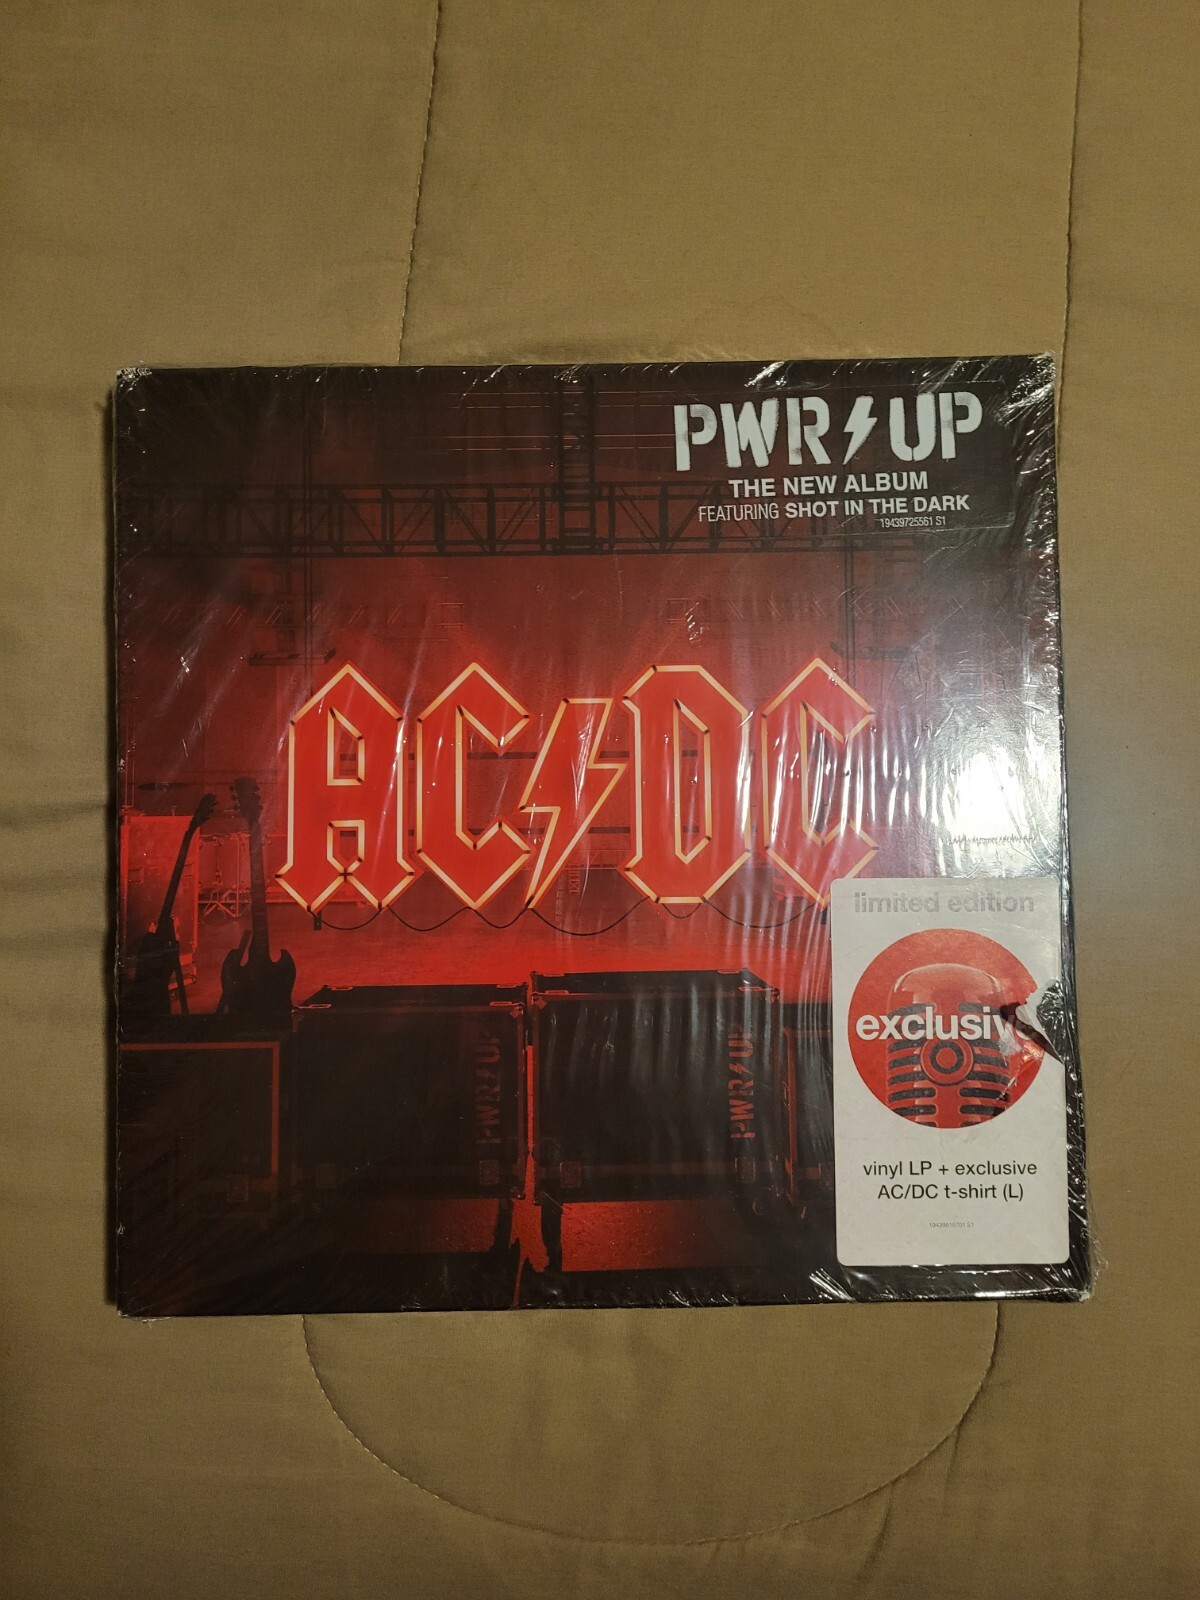 PWR⚡UP
THE NEW ALBUM
FEATURING SHOT IN THE DARK
19439725561 S1
AC⚡DC
limited edition
exclusive
PWR⚡UP
PWR⚡UP
vinyl LP + exclusive
AC/DC t-shirt (L)